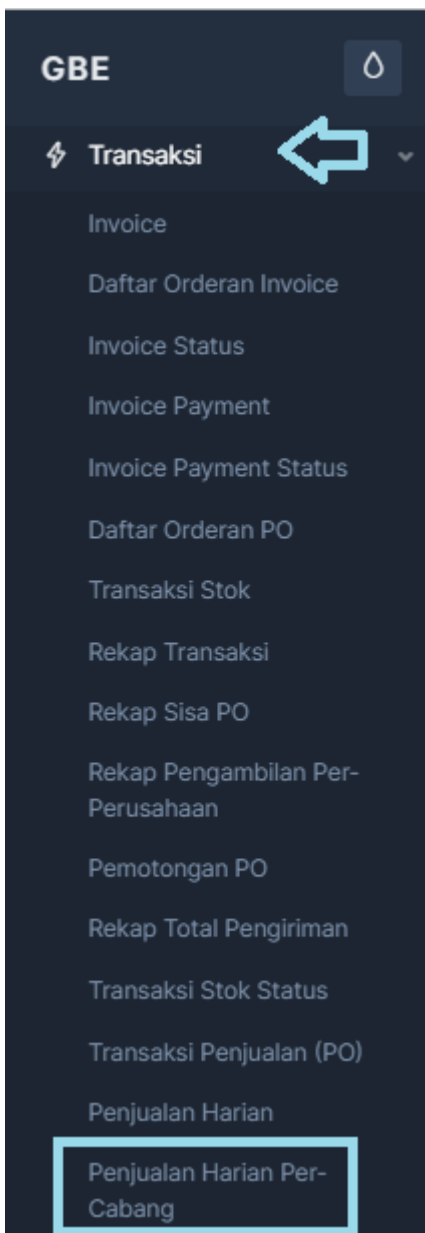 GBE
Transaksi
Invoice
Daftar Orderan Invoice
Invoice Status
Invoice Payment
Invoice Payment Status
Daftar Orderan PO
Transaksi Stok
Rekap Transaksi
Rekap Sisa PO
Rekap Pengambilan Per-
Perusahaan
Pemotongan PO
Rekap Total Pengiriman
Transaksi Stok Status
Transaksi Penjualan (PO)
Penjualan Harian
Penjualan Harian Per-
Cabang